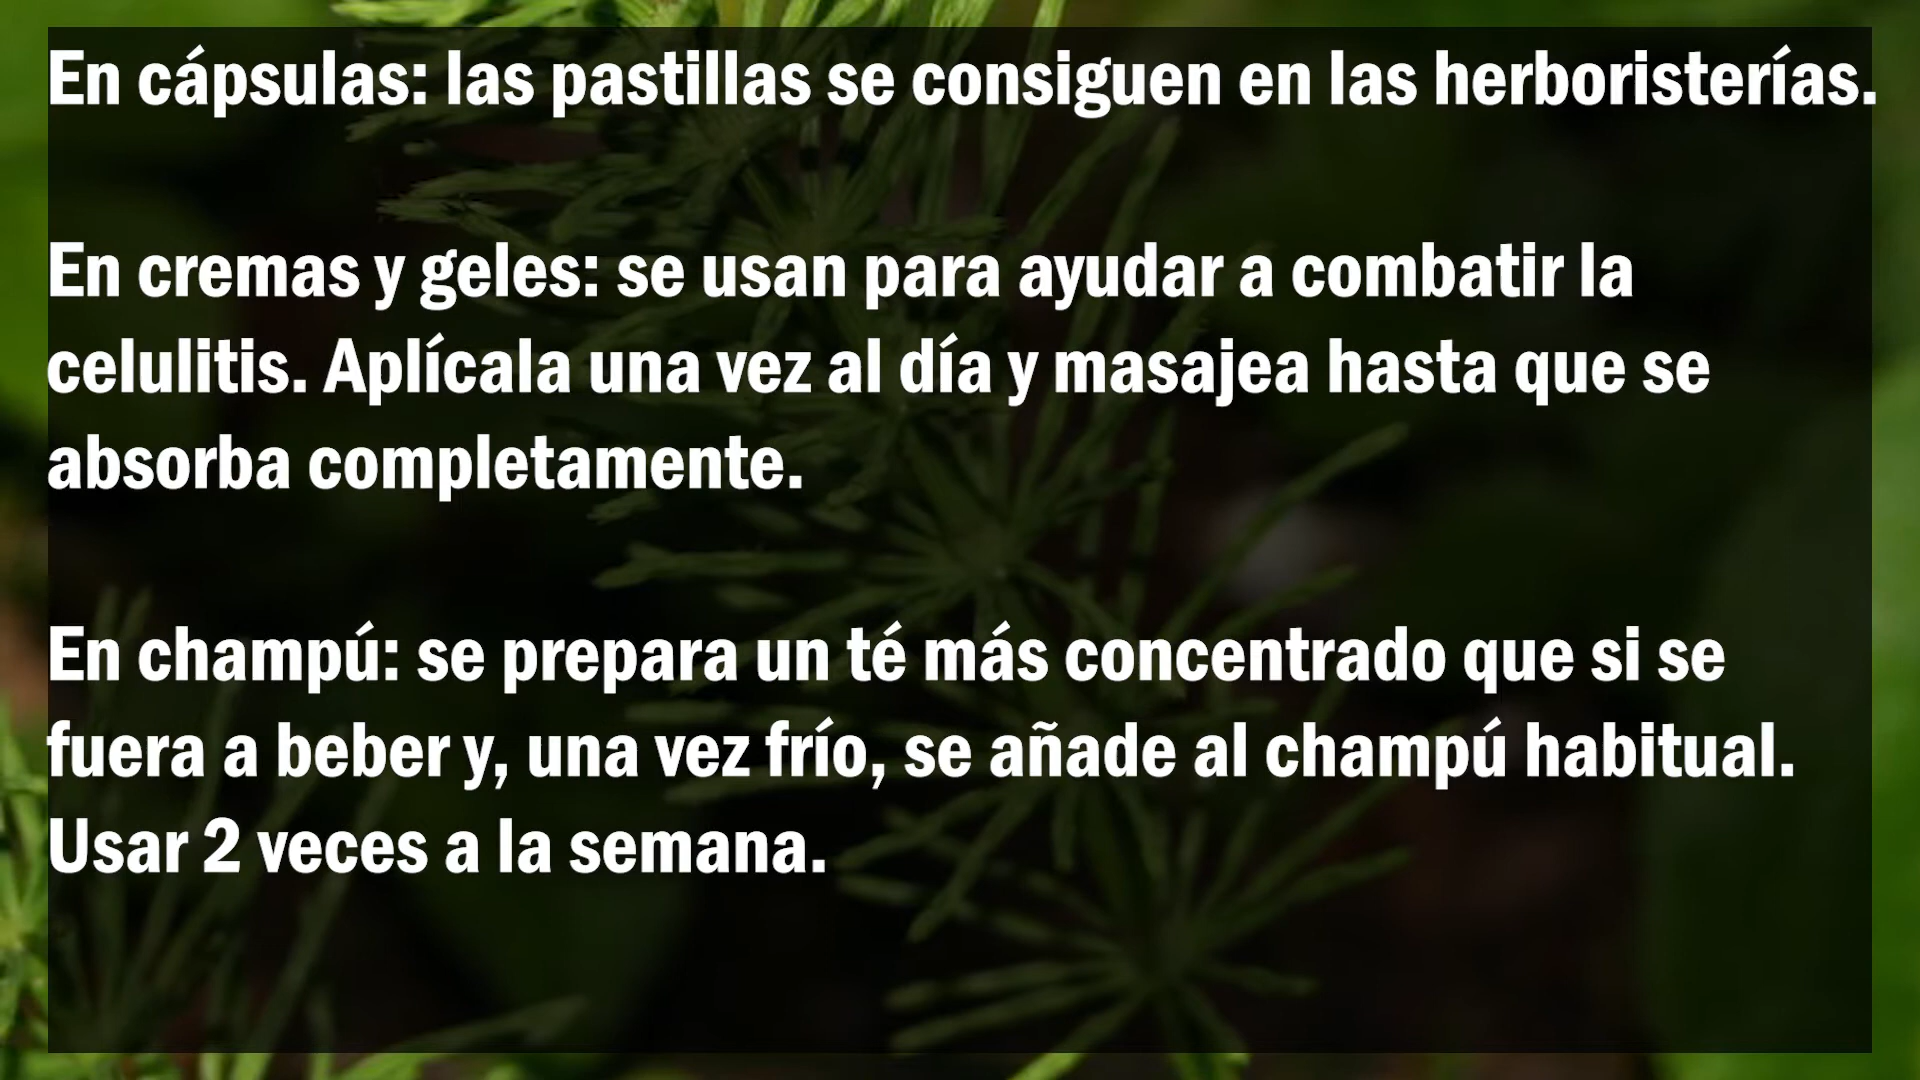 En cápsulas: las pastillas se consiguen en las herboristerías.
En cremas y geles: se usan para ayudar a combatir la
celulitis. Aplícala una vez al día y masajea hasta que se
absorba completamente.
En champú: se prepara un té más concentrado que si se
fuera a beber y, una vez frío, se añade al champú habitual.
Usar 2 veces a la semana.